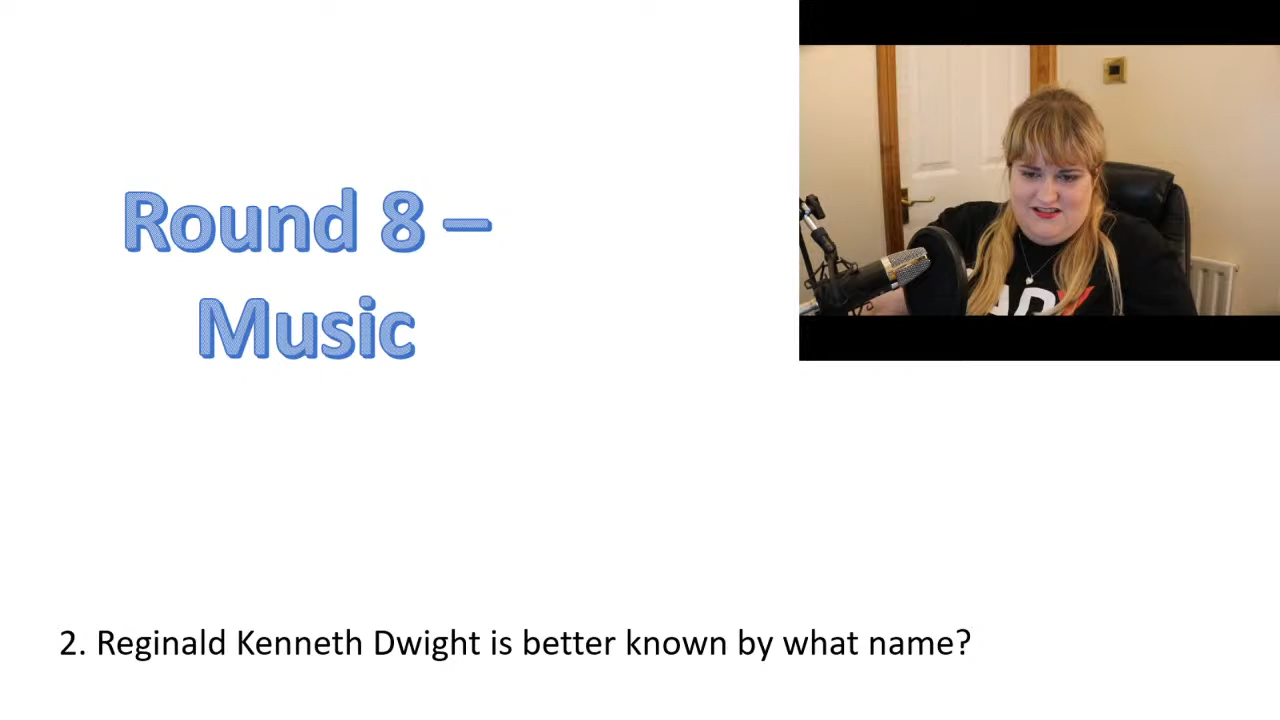 Round 8 –
Music
2. Reginald Kenneth Dwight is better known by what name?